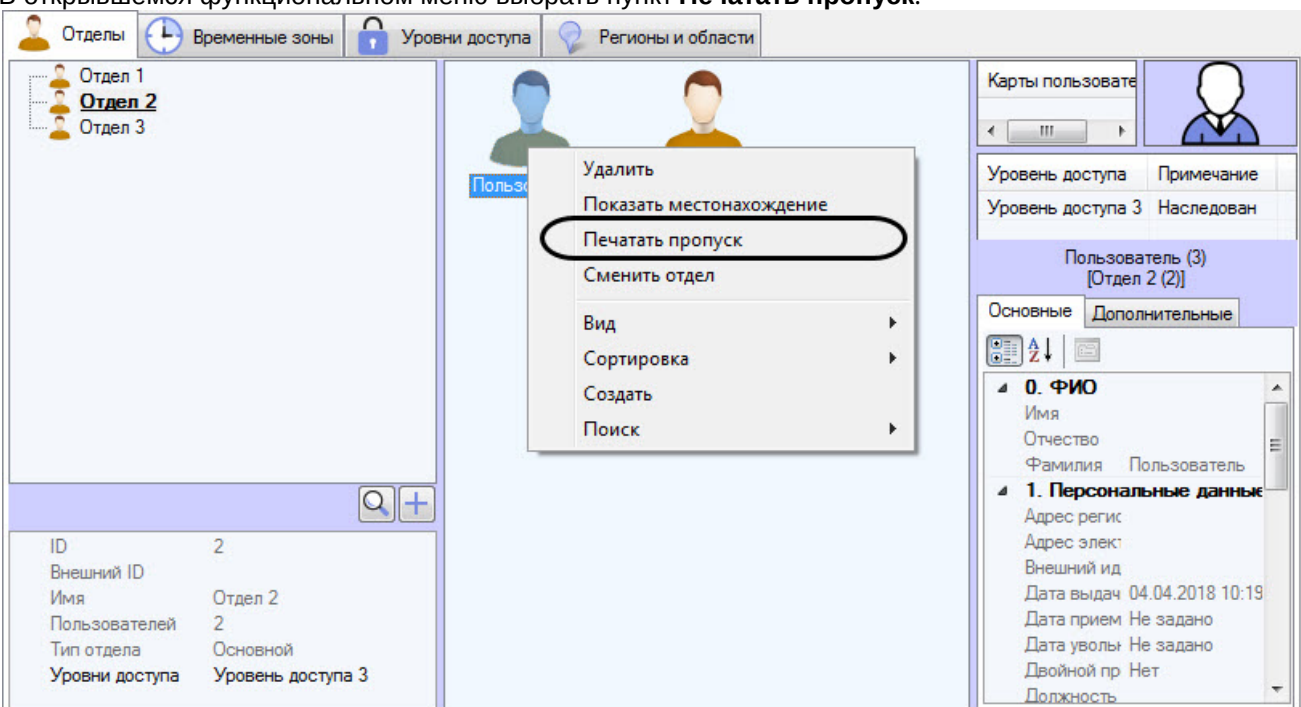 В открывшемся функциональном меню выбрать пункт Печатать пропуск.
Отделы
Временные зоны
Уровни доступа
Регионы и области
Отдел 1
Отдел 2
Отдел 3
Пользо
Удалить
Показать местонахождение
Печатать пропуск
Сменить отдел
Вид
Сортировка
Создать
Поиск
ID 2
Внешний ID
Имя Отдел 2
Пользователей 2
Тип отдела Основной
Уровни доступа Уровень доступа 3
Карты пользовате
Уровень доступа Примечание
Уровень доступа 3 Наследован
Пользователь (3)
[Отдел 2 (2)]
Основные Дополнительные
0. ФИО
Имя
Отчество
Фамилия Пользователь
1. Персональные данные
Адрес регис
Адрес элект
Внешний ид
Дата выдач 04.04.2018 10:19
Дата прием Не задано
Дата уволы Не задано
Двойной пр Нет
Должность